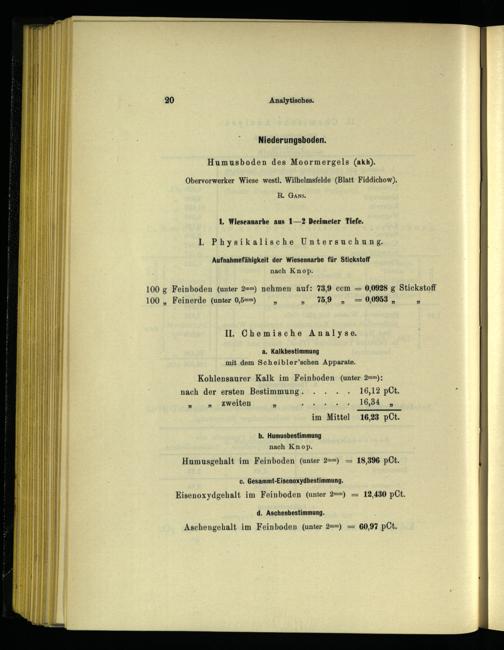 20 Analytisches.
Niederungsboden.
Humusboden des Moormergels (akh).
Obervorwerker Wiese westl. Wilhelmsfelde (Blatt Fiddichow).
R. Gans.
1. Wiesennarbe aus 1—2 Decimeter Tiefe.
I. Physikalische Untersuchung.
Aufnahmefähigkeit der Wiesennarbe für Stickstoff
nach Knop.
100 g Feinboden (unter 2mm) nehmen auf: 73,9 ccm = 0,0928 g Stickstoff
100 „ Feinerde (unter 0,5mm) „ „ 75,9 „ = 0,0953 „ „
II. Chemische Analyse.
a. Kalkbestimmung
mit dem Scheibler'schen Apparate.
Kohlensaurer Kalk im Feinboden (unter 2mm):
nach der ersten Bestimmung . . . . . 16,12 pCt.
„ „ zweiten „ . . . . . 16,34 „
im Mittel 16,23 pCt.
b. Humusbestimmung
nach Knop.
Humusgehalt im Feinboden (unter 2mm) = 18,396 pCt.
c. Gesammt-Eisenoxydbestimmung.
Eisenoxydgehalt im Feinboden (unter 2mm) = 12,430 pCt.
d. Aschenbestimmung.
Aschengehalt im Feinboden (unter 2mm) = 60,97 pCt.